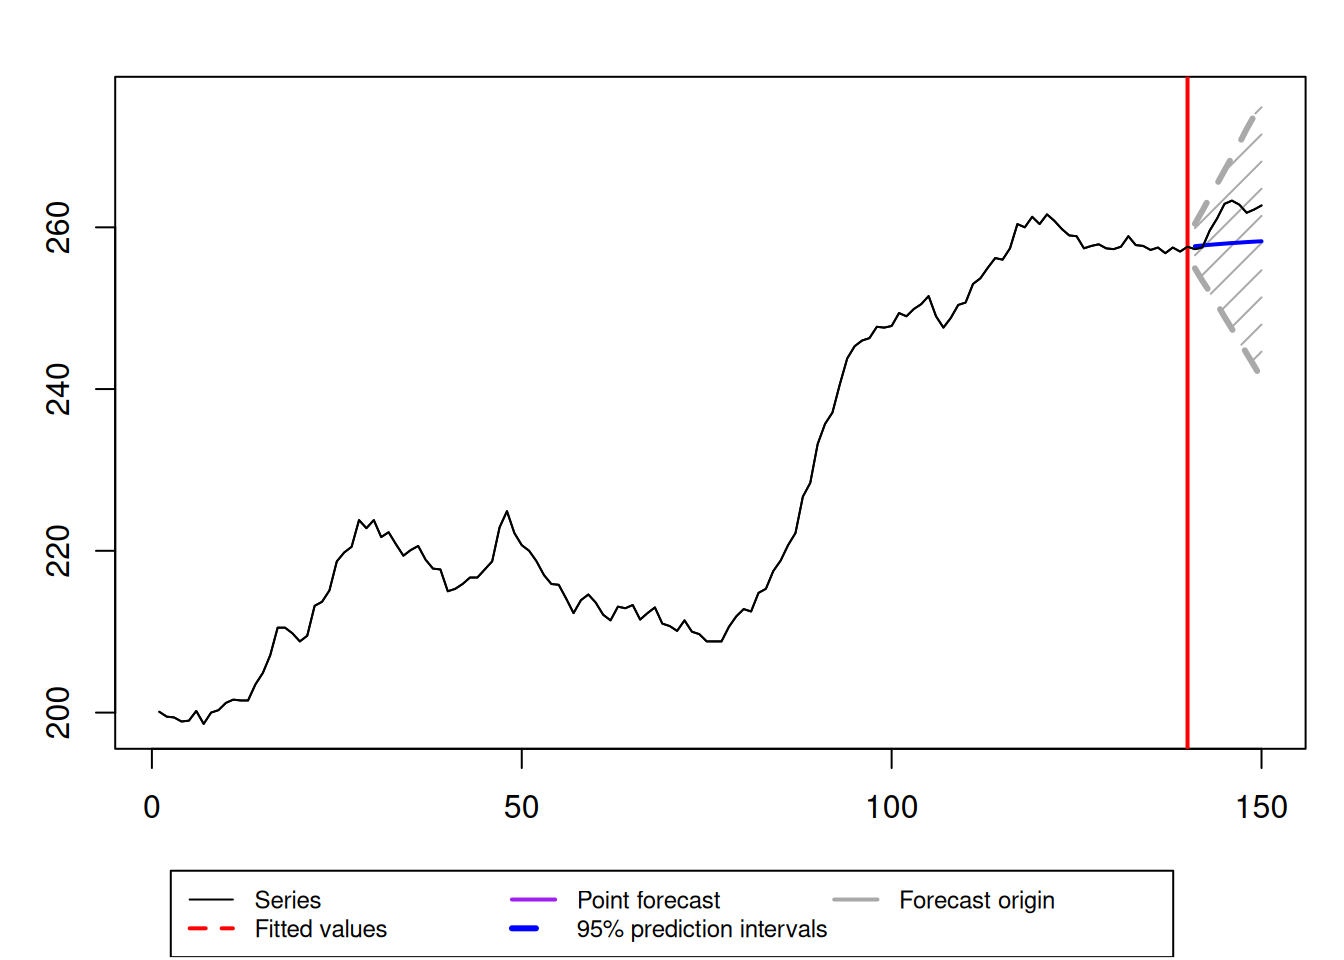 260
240
220
200
0 50 100 150
Series Point forecast Forecast origin
Fitted values 95% prediction intervals